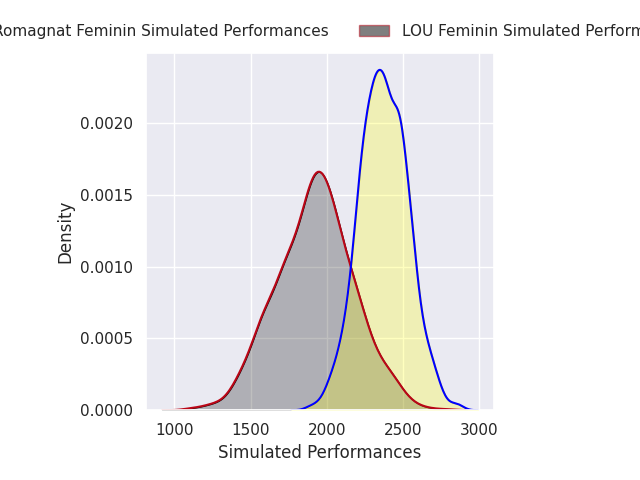 Romagnat Feminin Simulated Performances LOU Feminin Simulated Perform
Density
0.0020
0.0015
0.0010
0.0005
0.0000
1000 1500 2000 2500 3000
Simulated Performances